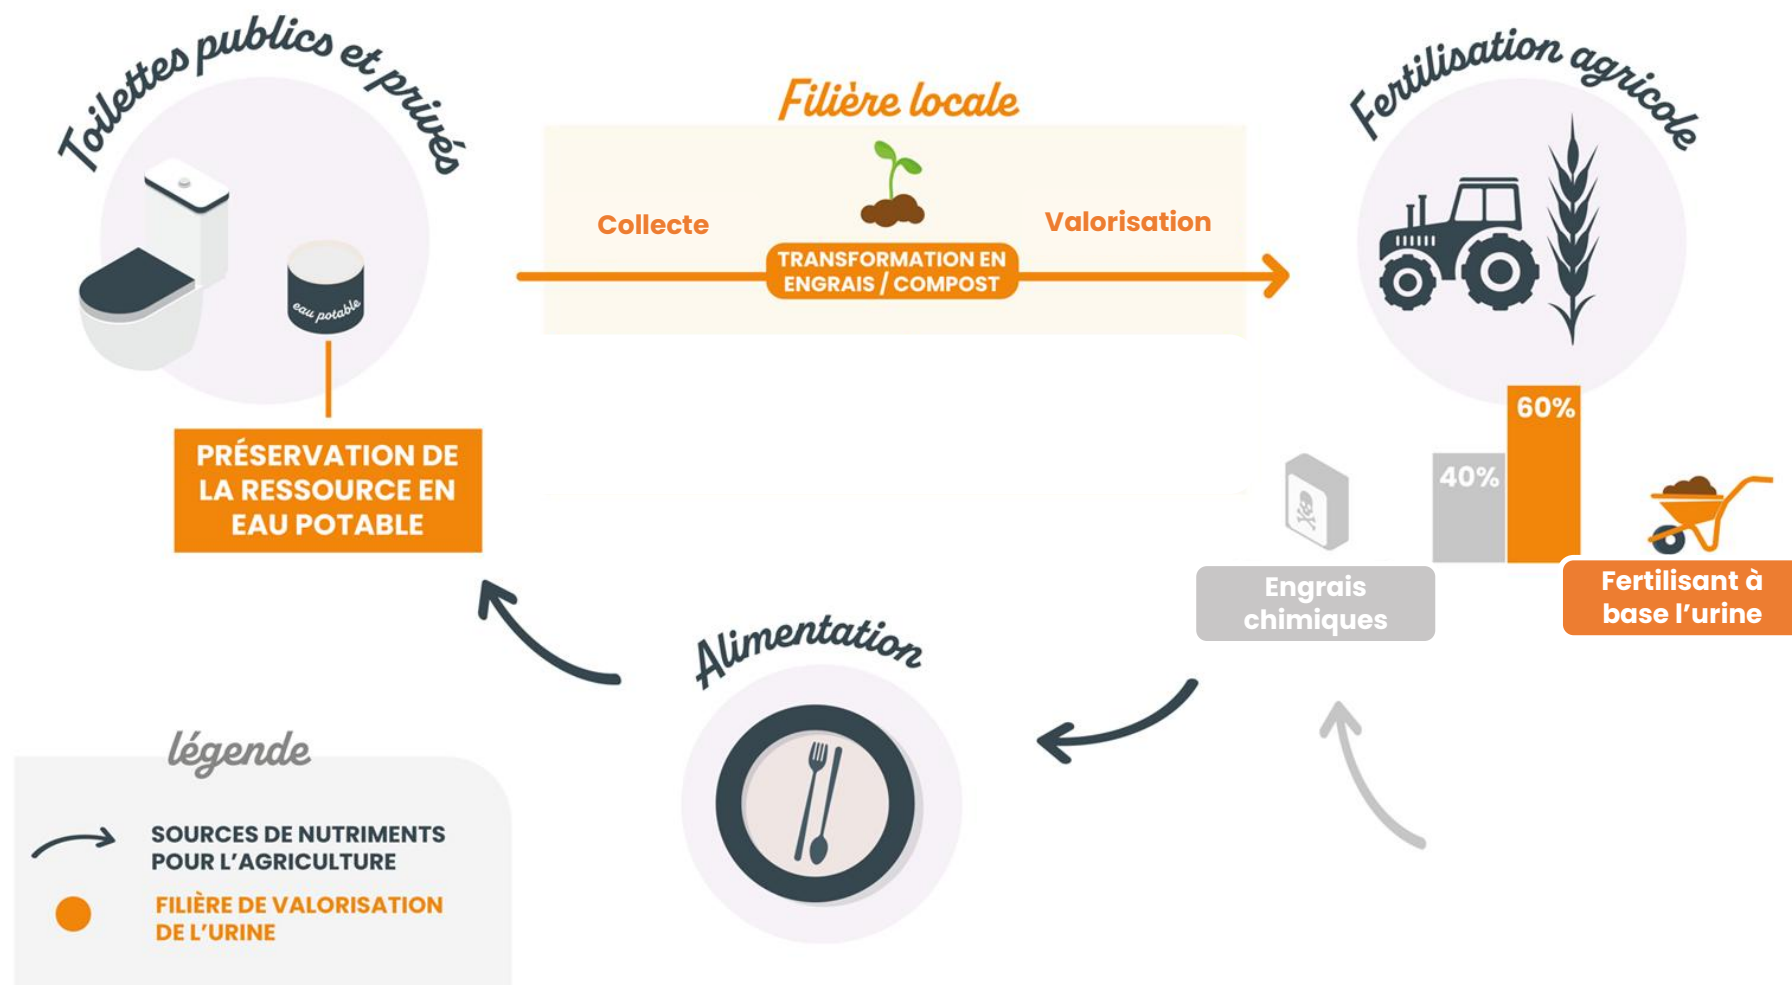 Toilettes publics et privés
Filière locale
Fertilisation agricole
Collecte
Valorisation
TRANSFORMATION EN
ENGRAIS / COMPOST
eau potable
PRÉSERVATION DE
LA RESSOURCE EN
EAU POTABLE
60%
40%
Engrais
chimiques
Fertilisant à
base l’urine
Alimentation
légende
SOURCES DE NUTRIMENTS
POUR L’AGRICULTURE
FILIÈRE DE VALORISATION
DE L’URINE